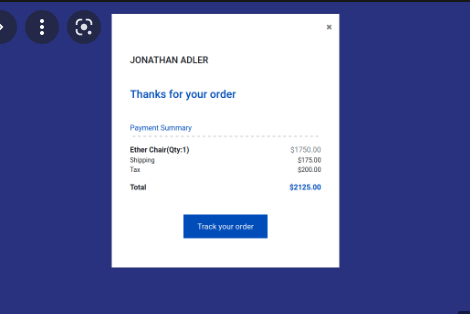 JONATHAN ADLER
Thanks for your order
Payment Summary
Ether Chair(Qty:1) $1750.00
Shipping $175.00
Tax $200.00
Total $2125.00
Track your order